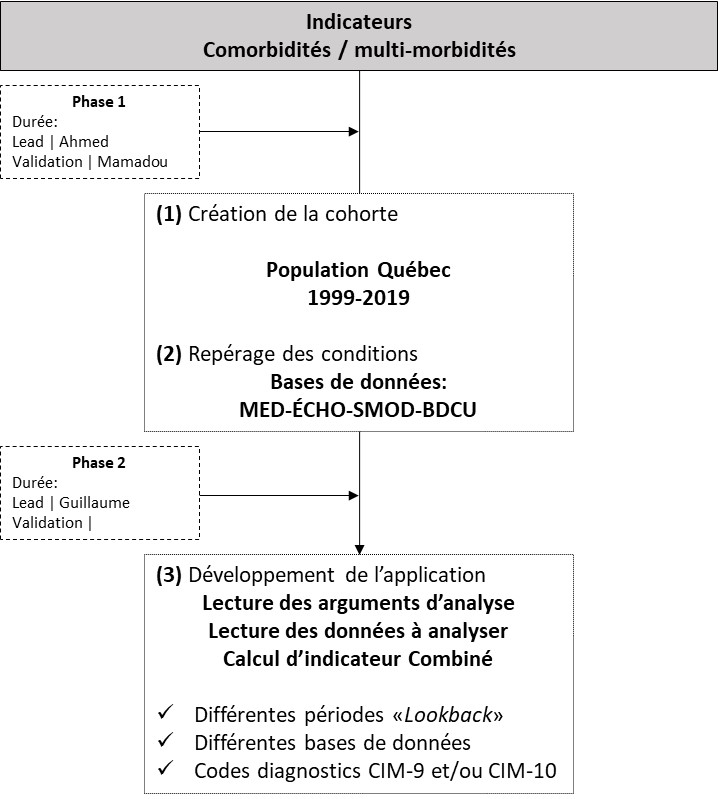 Indicateurs
Comorbidités / multi-morbidités
Phase 1
Durée:
Lead | Ahmed
Validation | Mamadou
(1) Création de la cohorte
Population Québec
1999-2019
(2) Repérage des conditions
Bases de données:
MED-ÉCHO-SMOD-BDCU
Phase 2
Durée:
Lead | Guillaume
Validation |
(3) Développement de l’application
Lecture des arguments d’analyse
Lecture des données à analyser
Calcul d’indicateur Combiné
✓ Différentes périodes «Lookback»
✓ Différentes bases de données
✓ Codes diagnostics CIM-9 et/ou CIM-10